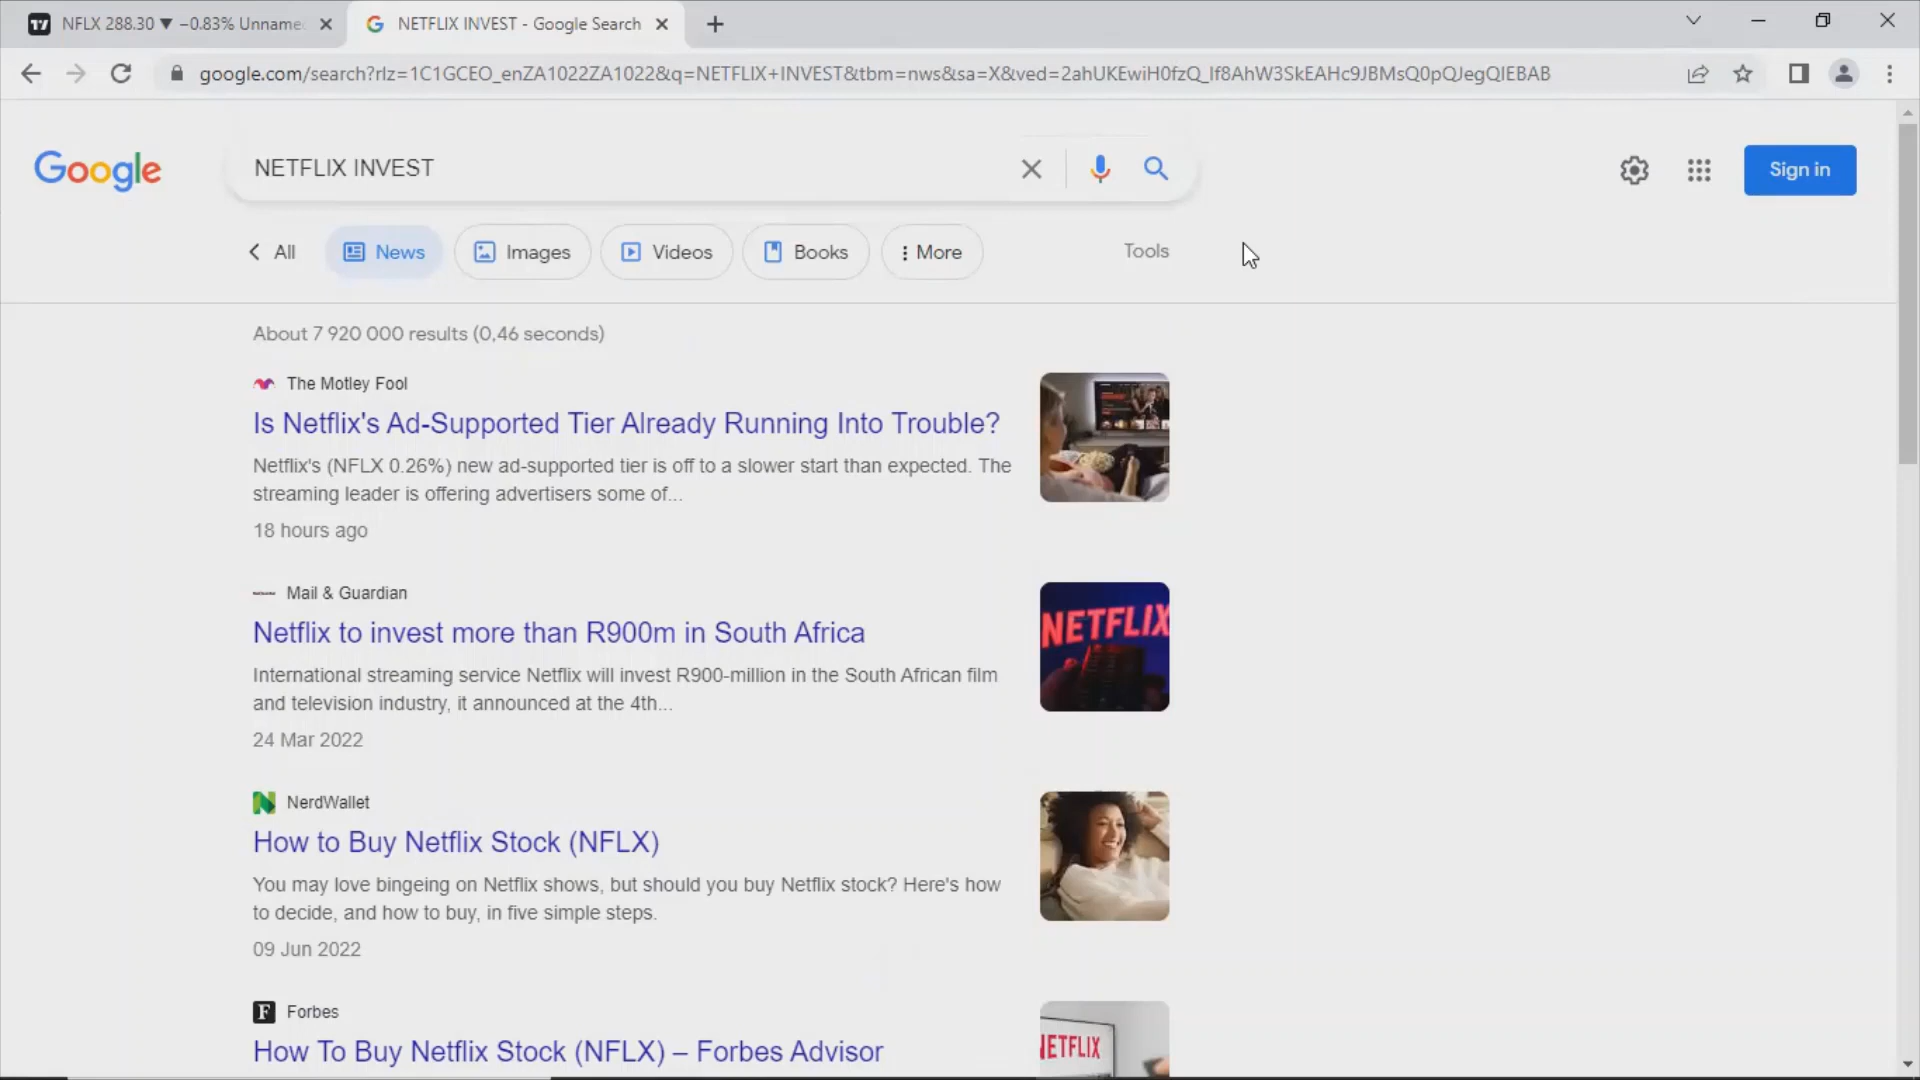 NFLX 288.30 ▼ −0.83% Unname
NETFLIX INVEST - Google Search
google.com/search?rlz=1C1GCEO_enZA1022ZA1022&q=NETFLIX+INVEST&tbm=nws&sa=X&ved=2ahUKEwiH0fzQ_If8AhW3SkEAHc9JBMsQ0pQJegQIEBAB
Google
NETFLIX INVEST
Sign in
All
News
Images
Videos
Books
More
Tools
About 7 920 000 results (0,46 seconds)
The Motley Fool
Is Netflix's Ad-Supported Tier Already Running Into Trouble?
Netflix's (NFLX 0.26%) new ad-supported tier is off to a slower start than expected. The
streaming leader is offering advertisers some of...
18 hours ago
Mail & Guardian
Netflix to invest more than R900m in South Africa
International streaming service Netflix will invest R900-million in the South African film
and television industry, it announced at the 4th...
24 Mar 2022
NETFLIX
NerdWallet
How to Buy Netflix Stock (NFLX)
You may love bingeing on Netflix shows, but should you buy Netflix stock? Here's how
to decide, and how to buy, in five simple steps.
09 Jun 2022
Forbes
How To Buy Netflix Stock (NFLX) – Forbes Advisor
NETFLIX